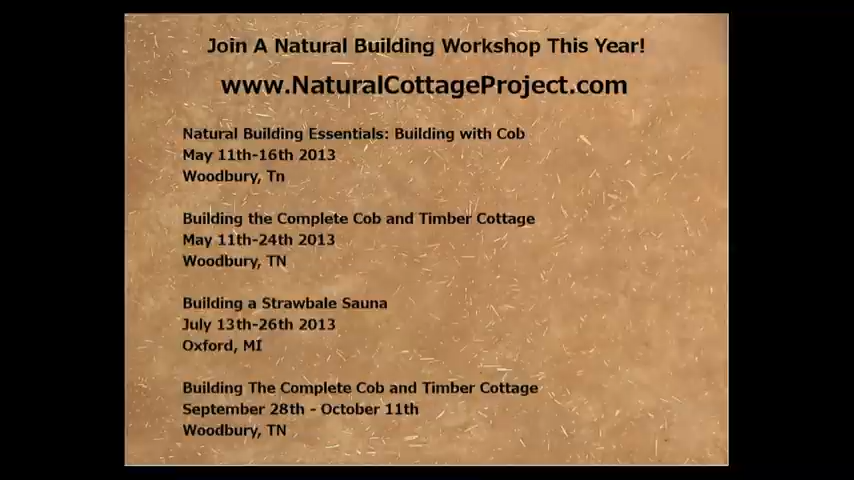 Join A Natural Building Workshop This Year!
www.NaturalCottageProject.com
Natural Building Essentials: Building with Cob
May 11th-16th 2013
Woodbury, Tn
Building the Complete Cob and Timber Cottage
May 11th-24th 2013
Woodbury, TN
Building a Strawbale Sauna
July 13th-26th 2013
Oxford, MI
Building The Complete Cob and Timber Cottage
September 28th - October 11th
Woodbury, TN